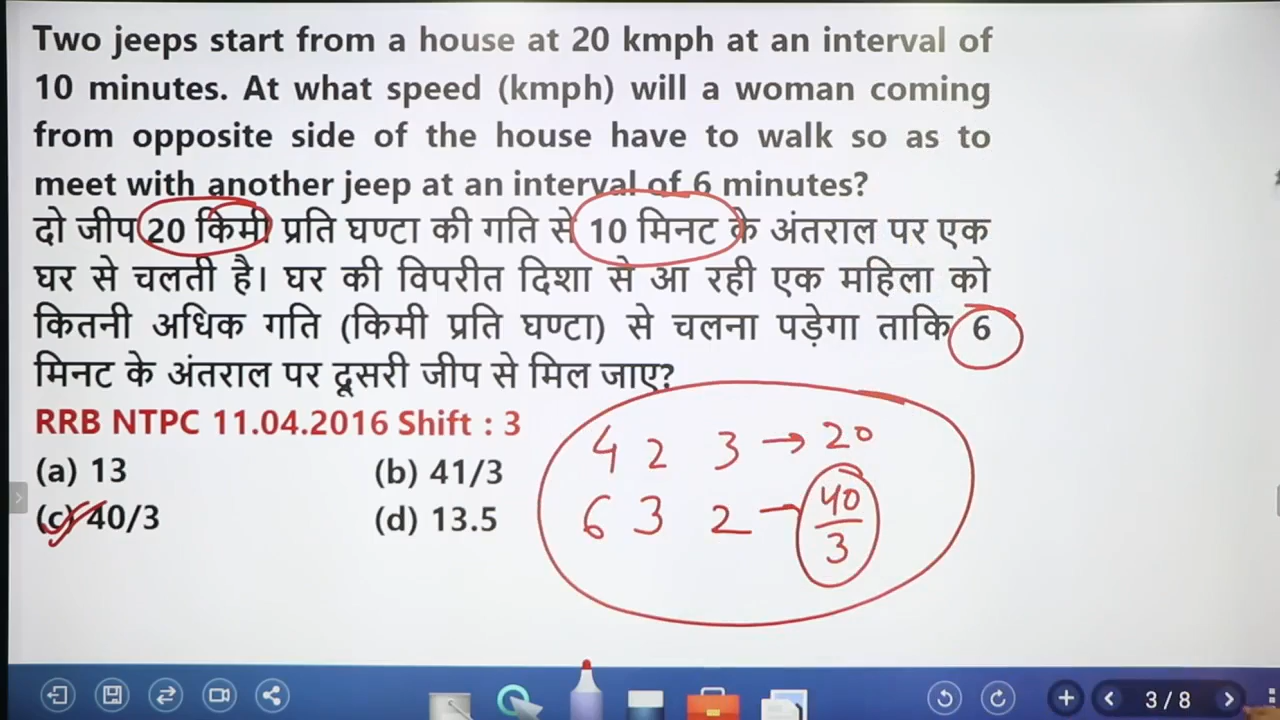 Two jeeps start from a house at 20 kmph at an interval of
10 minutes. At what speed (kmph) will a woman coming
from opposite side of the house have to walk so as to
meet with another jeep at an interval of 6 minutes?
दो जीप 20 किमी प्रति घण्टा की गति से 10 मिनट के अंतराल पर एक
घर से चलती है। घर की विपरीत दिशा से आ रही एक महिला को
कितनी अधिक गति (किमी प्रति घण्टा) से चलना पड़ेगा ताकि 6
मिनट के अंतराल पर दूसरी जीप से मिल जाए?
RRB NTPC 11.04.2016 Shift : 3
(a) 13 (b) 41/3
(c) 40/3 (d) 13.5
4 2 3 → 20
6 3 2 → 40/3
3 / 8